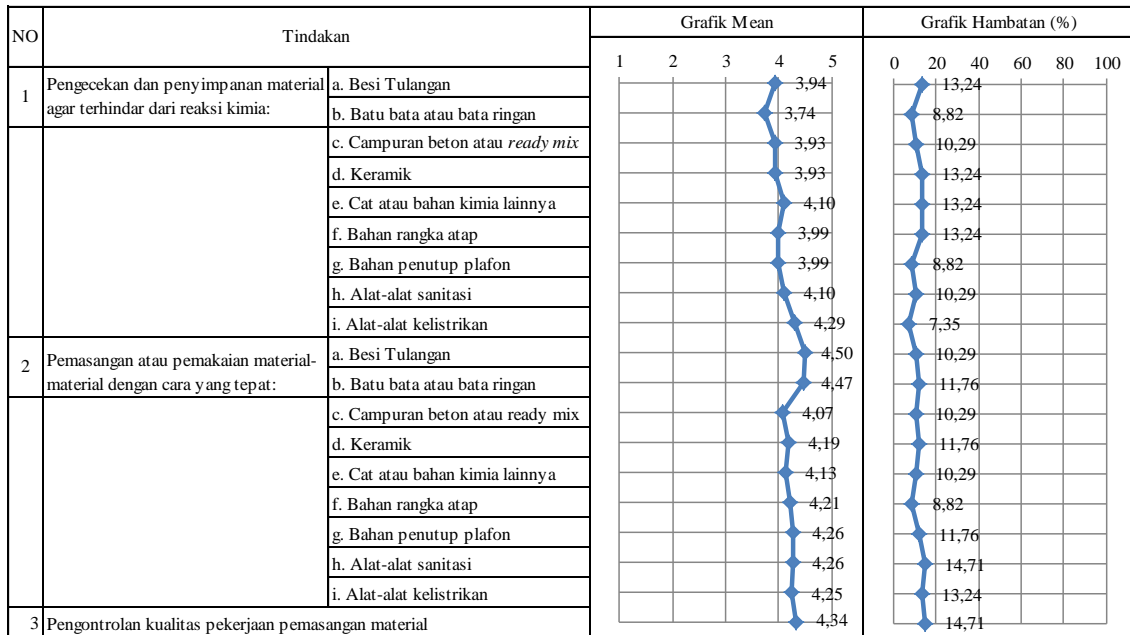 NO Tindakan Grafik Mean Grafik Hambatan (%)
1 2 3 4 5 0 20 40 60 80 100
1 Pengecekan dan penyimpanan material agar terhindar dari reaksi kimia: a. Besi Tulangan 3,94 13,24
b. Batu bata atau bata ringan 3,74 8,82
c. Campuran beton atau ready mix 3,93 10,29
d. Keramik 3,93 13,24
e. Cat atau bahan kimia lainnya 4,10 13,24
f. Bahan rangka atap 3,99 13,24
g. Bahan penutup plafon 3,99 8,82
h. Alat-alat sanitasi 4,10 10,29
i. Alat-alat kelistrikan 4,29 7,35
2 Pemasangan atau pemakaian material-material dengan cara yang tepat: a. Besi Tulangan 4,50 10,29
b. Batu bata atau bata ringan 4,47 11,76
c. Campuran beton atau ready mix 4,07 10,29
d. Keramik 4,19 11,76
e. Cat atau bahan kimia lainnya 4,13 10,29
f. Bahan rangka atap 4,21 8,82
g. Bahan penutup plafon 4,26 11,76
h. Alat-alat sanitasi 4,26 14,71
i. Alat-alat kelistrikan 4,25 13,24
3 Pengontrolan kualitas pekerjaan pemasangan material 4,34 14,71